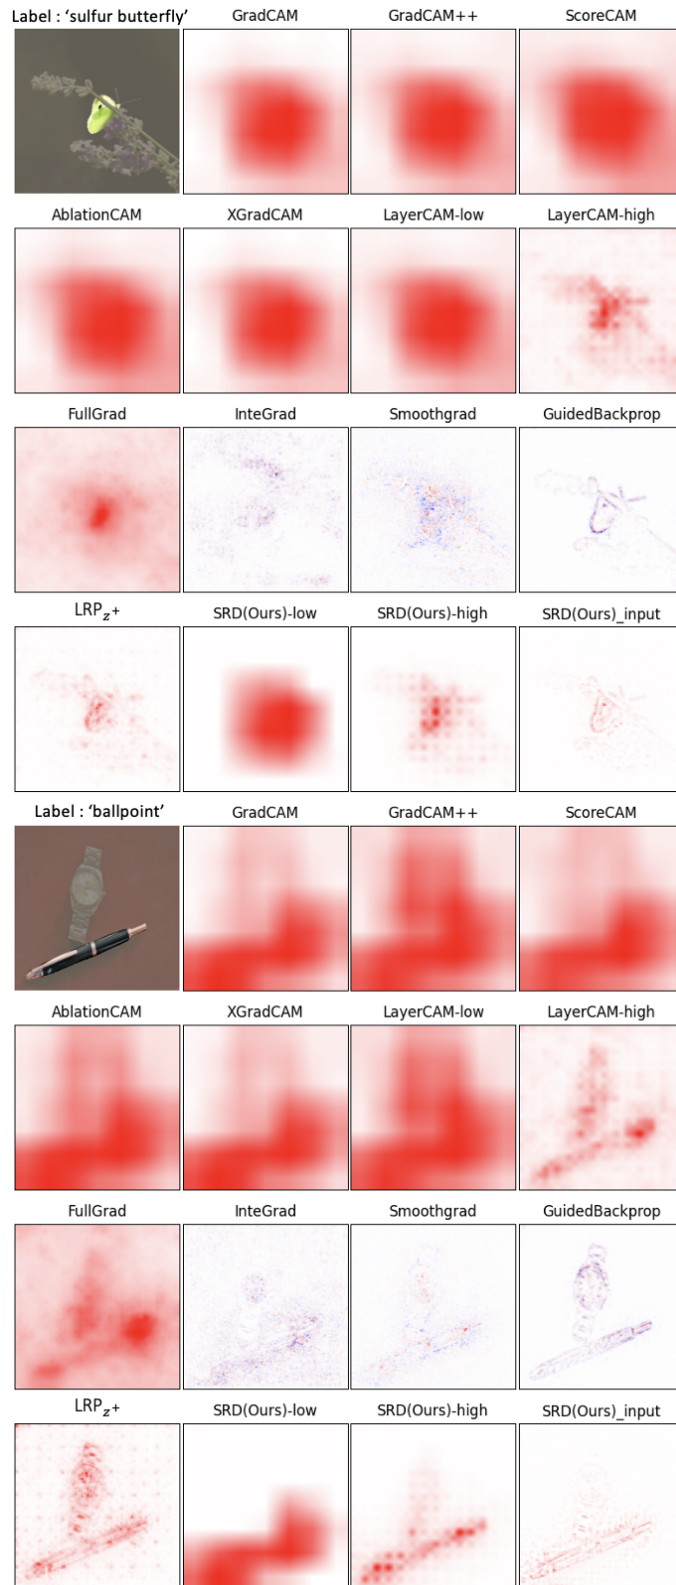 Label : ‘sulfur butterfly’ GradCAM GradCAM++ ScoreCAM
AblationCAM XGradCAM LayerCAM-low LayerCAM-high
FullGrad InteGrad Smoothgrad GuidedBackprop
LRP_z+ SRD(Ours)-low SRD(Ours)-high SRD(Ours)_input
Label : ‘ballpoint’ GradCAM GradCAM++ ScoreCAM
AblationCAM XGradCAM LayerCAM-low LayerCAM-high
FullGrad InteGrad Smoothgrad GuidedBackprop
LRP_z+ SRD(Ours)-low SRD(Ours)-high SRD(Ours)_input